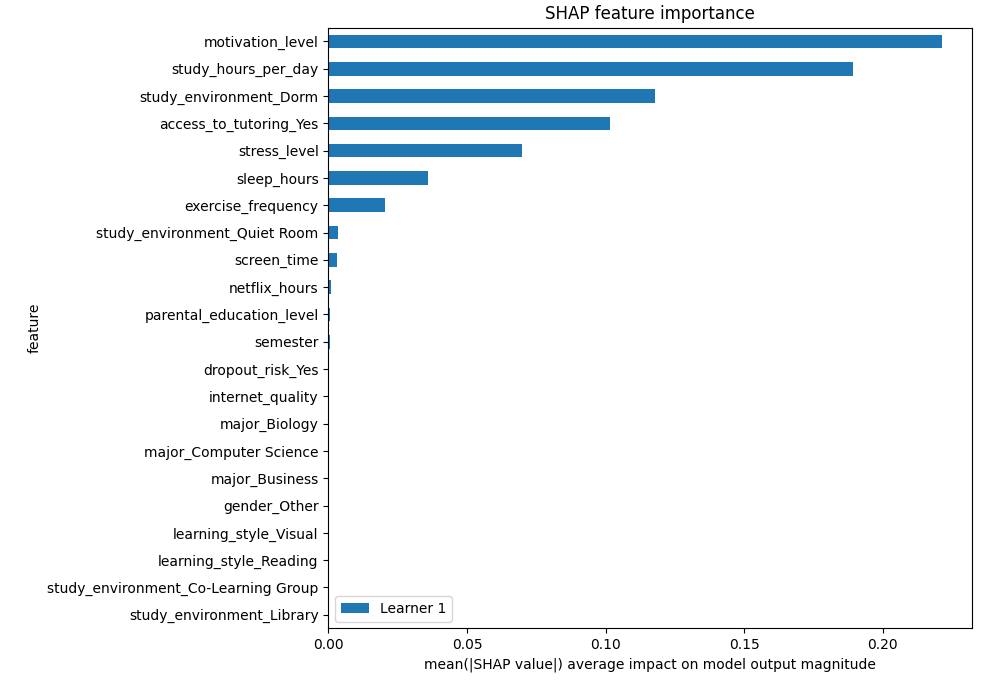 SHAP feature importance
motivation_level
study_hours_per_day
study_environment_Dorm
access_to_tutoring_Yes
stress_level
sleep_hours
exercise_frequency
study_environment_Quiet Room
screen_time
netflix_hours
parental_education_level
semester
dropout_risk_Yes
internet_quality
major_Biology
major_Computer Science
major_Business
gender_Other
learning_style_Visual
learning_style_Reading
study_environment_Co-Learning Group
study_environment_Library
feature
Learner 1
0.00 0.05 0.10 0.15 0.20
mean(|SHAP value|) average impact on model output magnitude